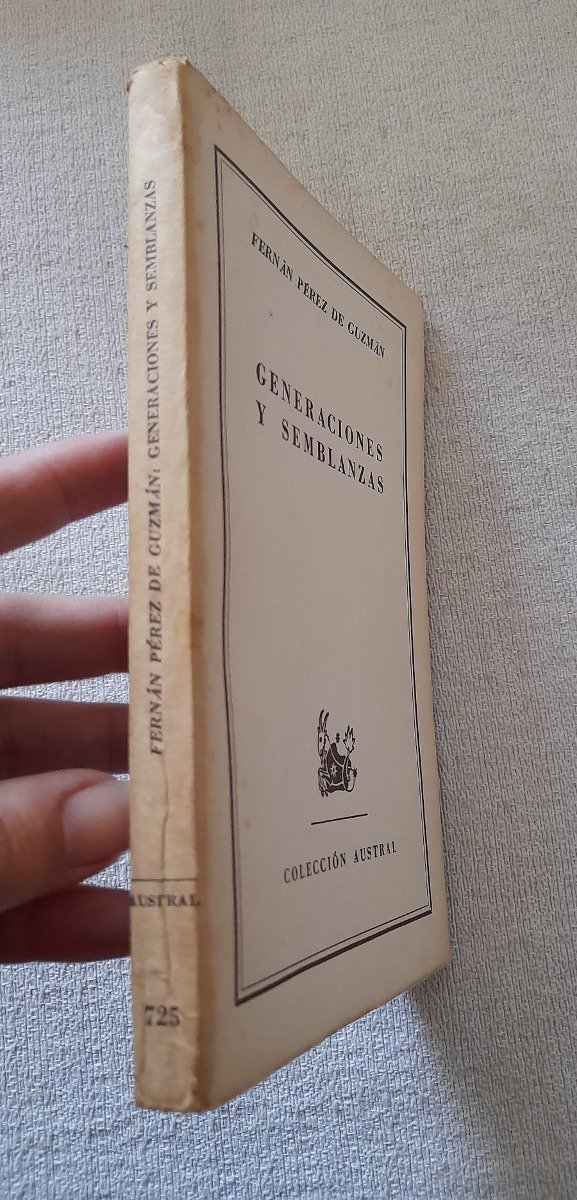 FERNÁN PÉREZ DE GUZMÁN: GENERACIONES Y SEMBLANZAS
AUSTRAL
725
FERNÁN PÉREZ DE GUZMÁN
GENERACIONES
Y SEMBLANZAS
COLECCIÓN AUSTRAL